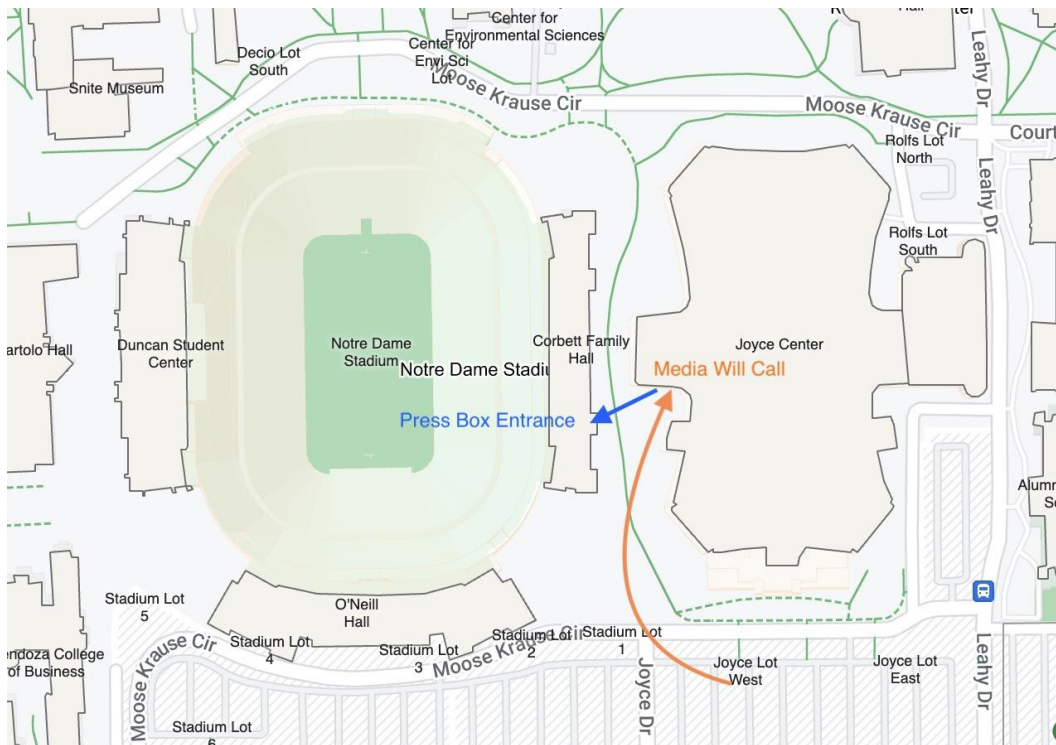 Center for
Environmental Sciences
Hall
Decio Lot
South
Center for
Envi Sci
Lot
Snite Museum
Moose Krause Cir
Moose Krause Cir
Leahy Dr
Court
Rolfs Lot
North
Leahy Dr
Rolfs Lot
South
artolo Hall
Duncan Student
Center
Notre Dame
Stadium
Notre Dame Stadiu
Corbett Family
Hall
Joyce Center
Media Will Call
Press Box Entrance
Alumn
So
Stadium Lot
5
O'Neill
Hall
Stadium Lot
4
Stadium Lot
3
Stadium Lot
2
Stadium Lot
1
Moose Krause Cir
Moose Krause Cir
endoza College
of Business
Joyce Dr
Joyce Lot
West
Joyce Lot
East
Leahy Dr
Stadium Lot
6